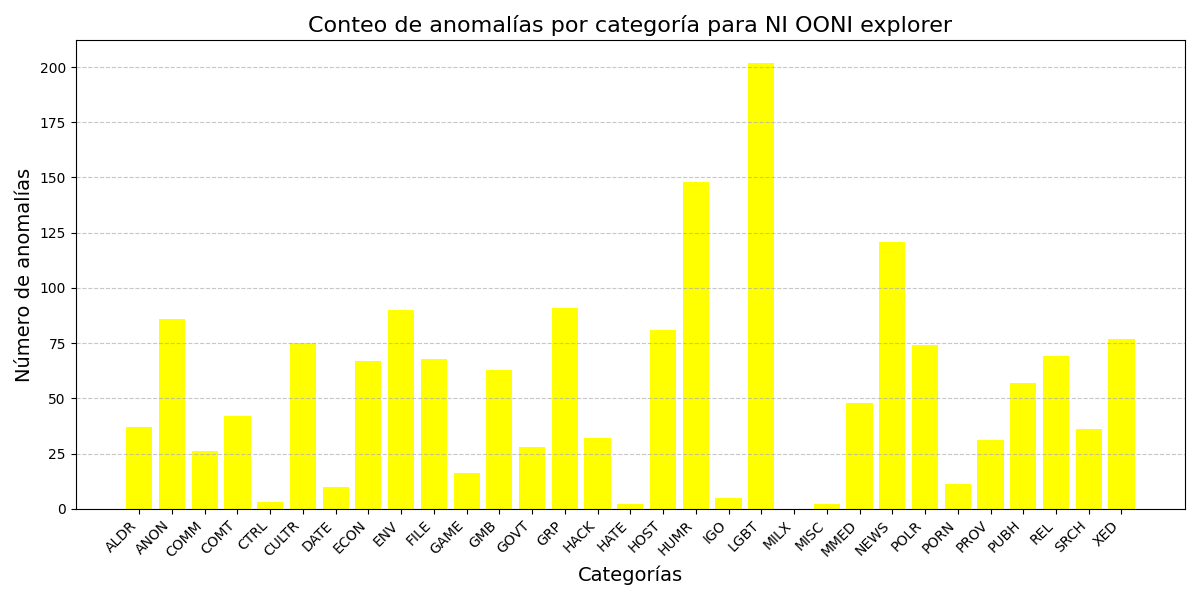 Conteo de anomalías por categoría para NI OONI explorer
Número de anomalías
200
175
150
125
100
75
50
25
0
ALDR
ANON
COMM
COMT
CTRL
CULTR
DATE
ECON
ENV
FILE
GAME
GMB
GOVT
GRP
HACK
HATE
HOST
HUMR
IGO
LGBT
MILX
MISC
MMED
NEWS
POLR
PORN
PROV
PUBH
REL
SRCH
XED
Categorías